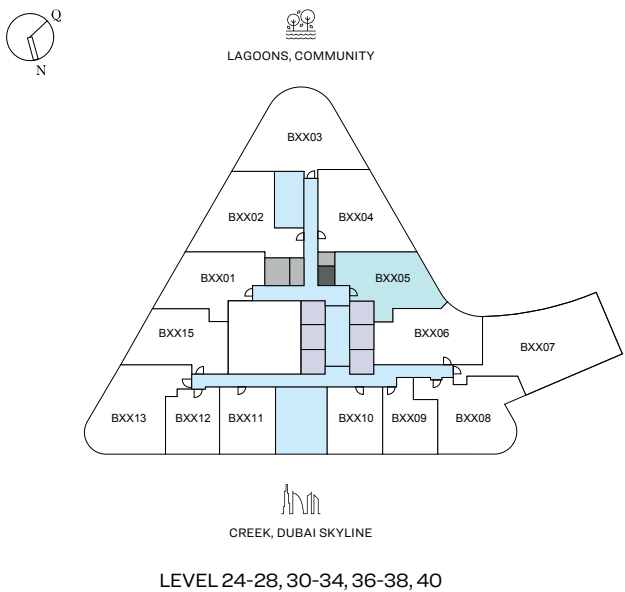 Q
N
LAGOONS, COMMUNITY
BXX03
BXX02
BXX04
BXX01
BXX05
BXX15
BXX06
BXX07
BXX13
BXX12
BXX11
BXX10
BXX09
BXX08
CREEK, DUBAI SKYLINE
LEVEL 24-28, 30-34, 36-38, 40